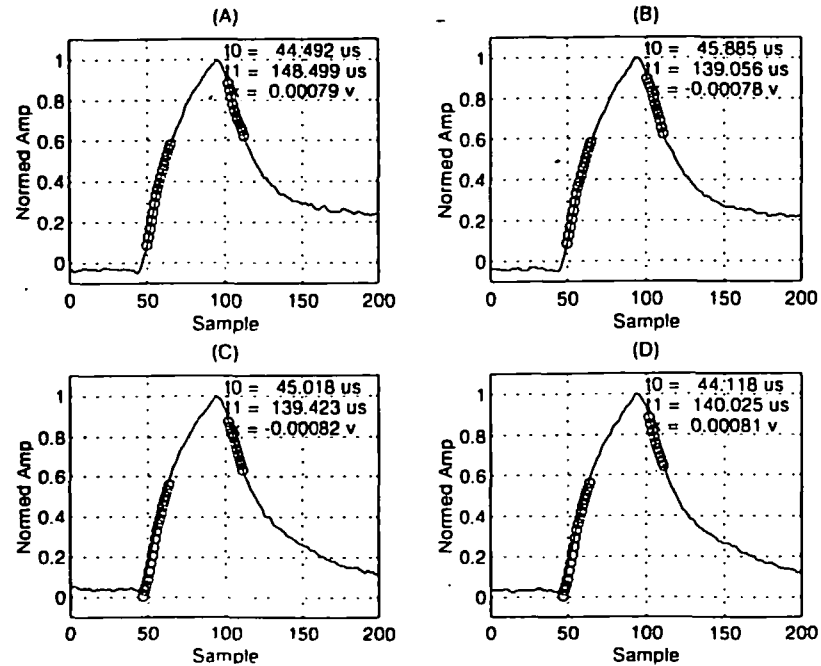 (A)
t0 = 44.492 us
t1 = 148.499 us
= 0.00079 v
Normed Amp
1
0.8
0.6
0.4
0.2
0
0
50
100
150
200
Sample
(B)
t0 = 45.885 us
t1 = 139.056 us
= -0.00078 v
Normed Amp
1
0.8
0.6
0.4
0.2
0
0
50
100
150
200
Sample
(C)
t0 = 45.018 us
t1 = 139.423 us
= -0.00082 v
Normed Amp
1
0.8
0.6
0.4
0.2
0
0
50
100
150
200
Sample
(D)
t0 = 44.118 us
t1 = 140.025 us
= 0.00081 v
Normed Amp
1
0.8
0.6
0.4
0.2
0
0
50
100
150
200
Sample